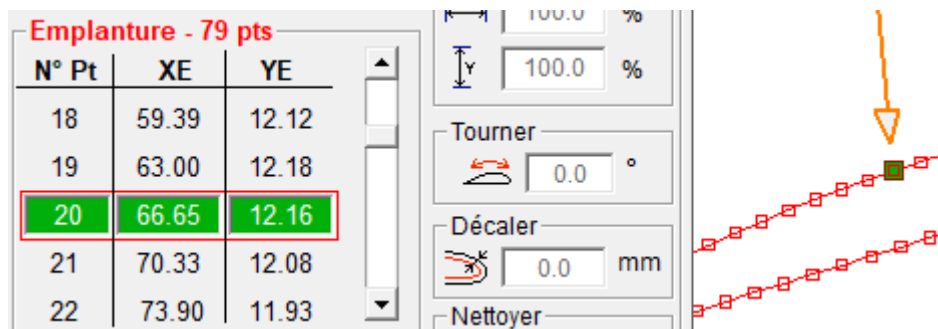 Emplanture - 79 pts
N° Pt XE YE
18 59.39 12.12
19 63.00 12.18
20 66.65 12.16
21 70.33 12.08
22 73.90 11.93
100.0 %
Y 100.0 %
Tourner
0.0 °
Décaler
0.0 mm
Nettoyer